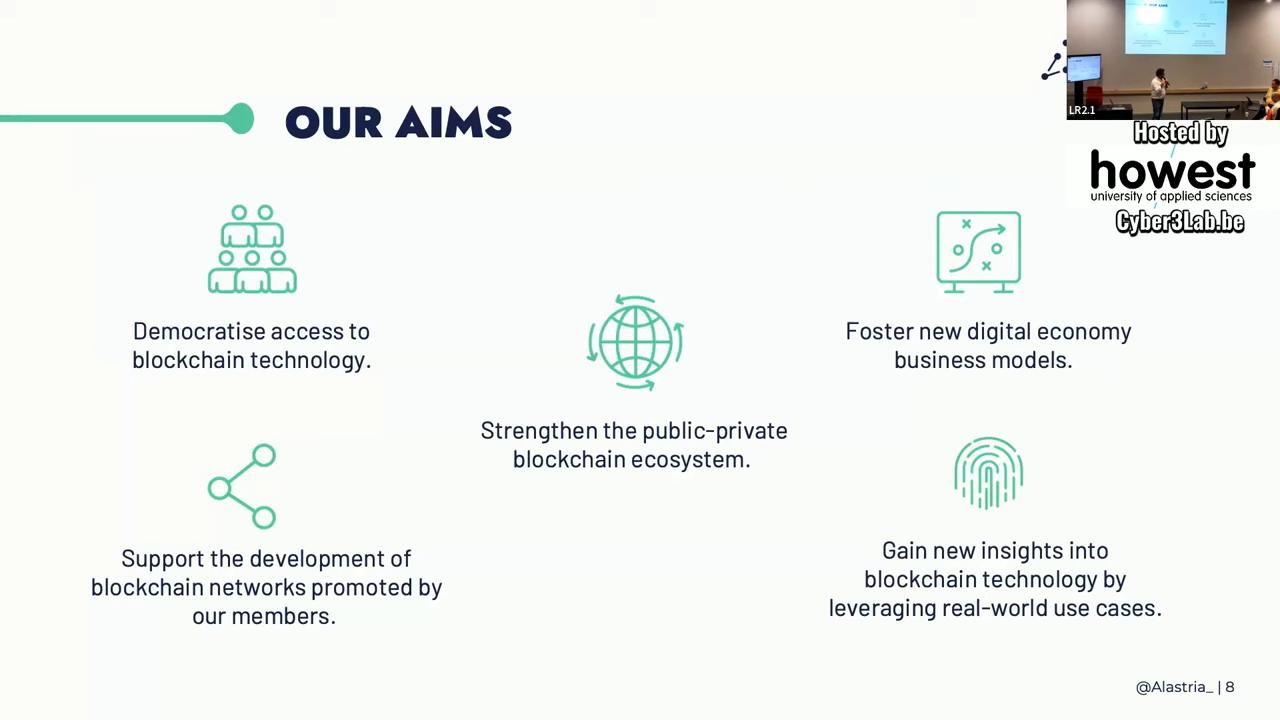 OUR AIMS
LR2.1
Hosted by
howest
university of applied sciences
Cyber3Lab.be
Democratise access to
blockchain technology.
Foster new digital economy
business models.
Strengthen the public-private
blockchain ecosystem.
Support the development of
blockchain networks promoted by
our members.
Gain new insights into
blockchain technology by
leveraging real-world use cases.
@Alastria_ | 8